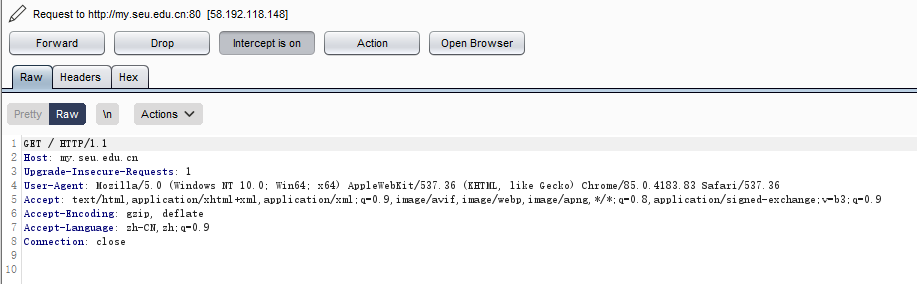 Request to http://my.seu.edu.cn:80 [58.192.118.148]
Forward Drop Intercept is on Action Open Browser
Raw Headers Hex
Pretty Raw \n Actions
1 GET / HTTP/1.1
2 Host: my.seu.edu.cn
3 Upgrade-Insecure-Requests: 1
4 User-Agent: Mozilla/5.0 (Windows NT 10.0; Win64; x64) AppleWebKit/537.36 (KHTML, like Gecko) Chrome/85.0.4183.83 Safari/537.36
5 Accept: text/html,application/xhtml+xml,application/xml;q=0.9,image/avif,image/webp,image/apng,*/*;q=0.8,application/signed-exchange;v=b3;q=0.9
6 Accept-Encoding: gzip, deflate
7 Accept-Language: zh-CN,zh;q=0.9
8 Connection: close
9
10